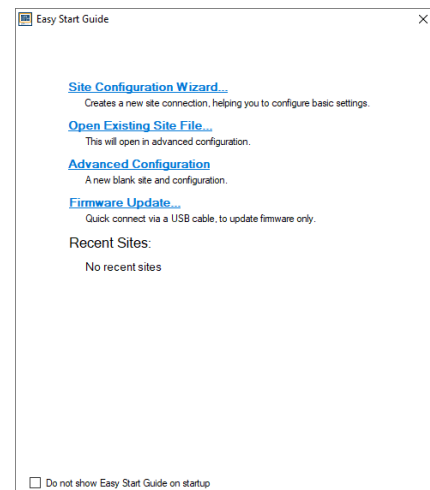 Easy Start Guide
Site Configuration Wizard...
Creates a new site connection, helping you to configure basic settings.
Open Existing Site File...
This will open in advanced configuration.
Advanced Configuration
A new blank site and configuration.
Firmware Update...
Quick connect via a USB cable, to update firmware only.
Recent Sites:
No recent sites
Do not show Easy Start Guide on startup